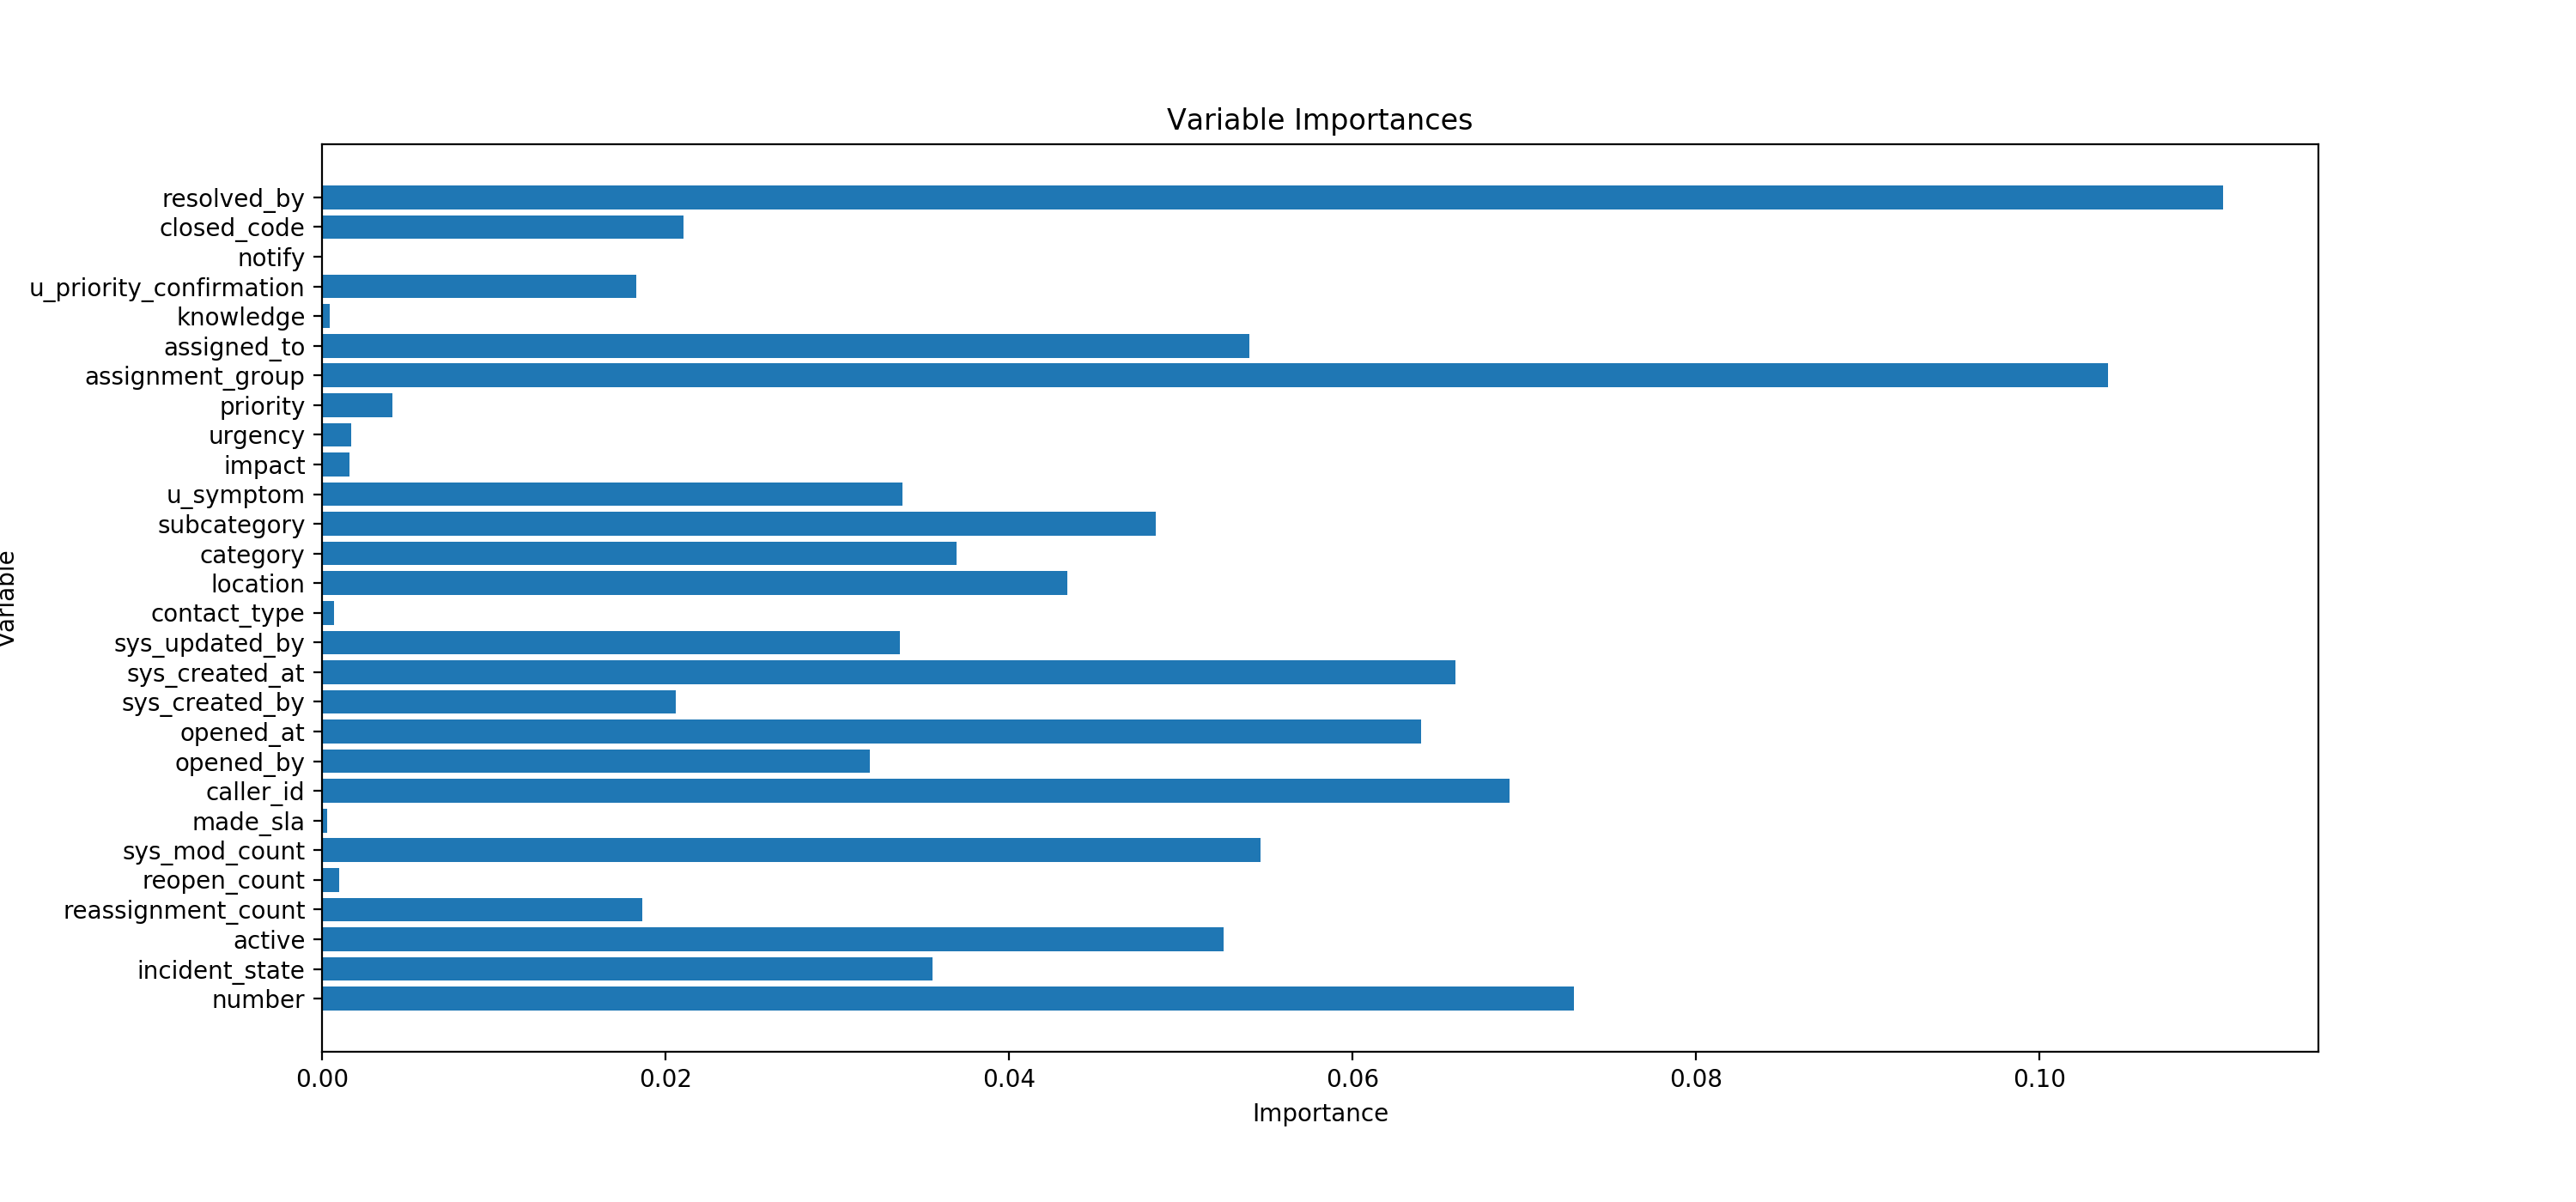 Variable Importances
resolved_by
closed_code
notify
u_priority_confirmation
knowledge
assigned_to
assignment_group
priority
urgency
impact
u_symptom
subcategory
category
location
contact_type
sys_updated_by
sys_created_at
sys_created_by
opened_at
opened_by
caller_id
made_sla
sys_mod_count
reopen_count
reassignment_count
active
incident_state
number
Variable
0.00 0.02 0.04 0.06 0.08 0.10
Importance